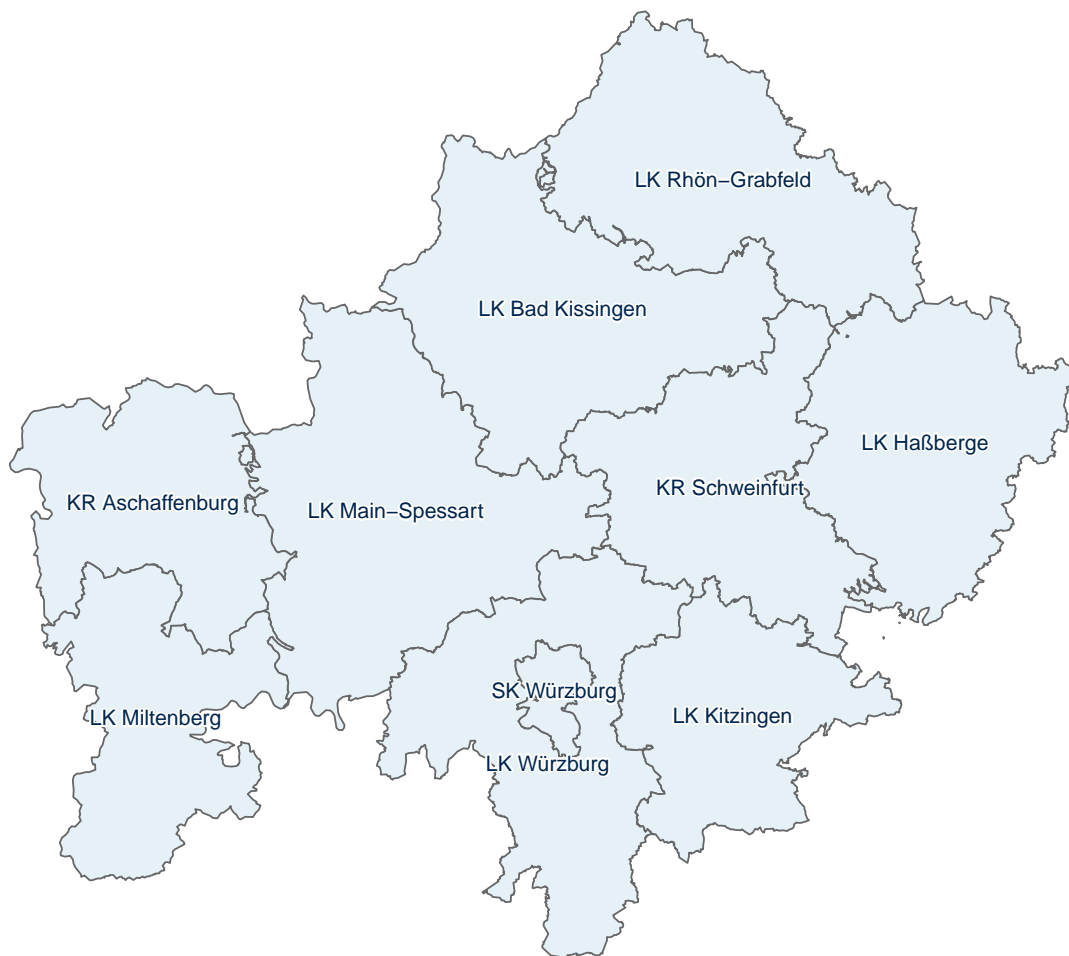 LK Rhön−Grabfeld
LK Bad Kissingen
LK Haßberge
KR Schweinfurt
KR Aschaffenburg
LK Main−Spessart
SK Würzburg
LK Kitzingen
LK Miltenberg
LK Würzburg